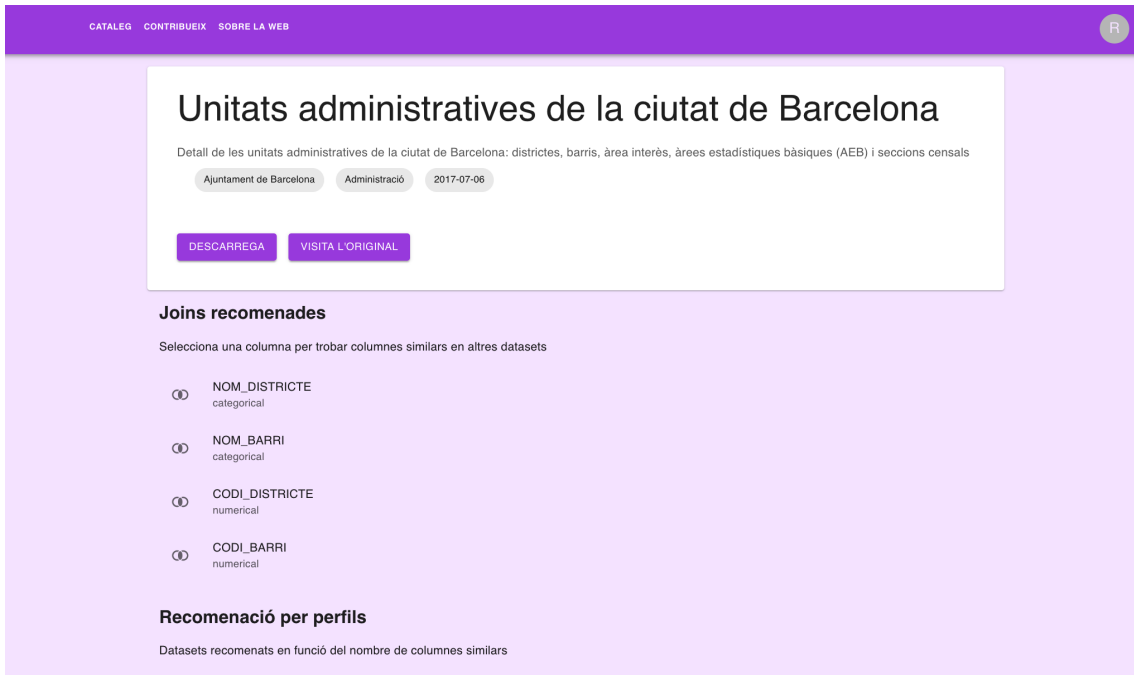 CATALEG CONTRIBUEIX SOBRE LA WEB R
Unitats administratives de la ciutat de Barcelona
Detall de les unitats administratives de la ciutat de Barcelona: districtes, barris, àrea interès, àrees estadístiques bàsiques (AEB) i seccions censals
Ajuntament de Barcelona Administració 2017-07-06
DESCARREGA VISITA L'ORIGINAL
Joins recomenades
Selecciona una columna per trobar columnes similars en altres datasets
NOM_DISTRICTE
categorical
NOM_BARRI
categorical
CODI_DISTRICTE
numerical
CODI_BARRI
numerical
Recomenació per perfils
Datasets recomenats en funció del nombre de columnes similars